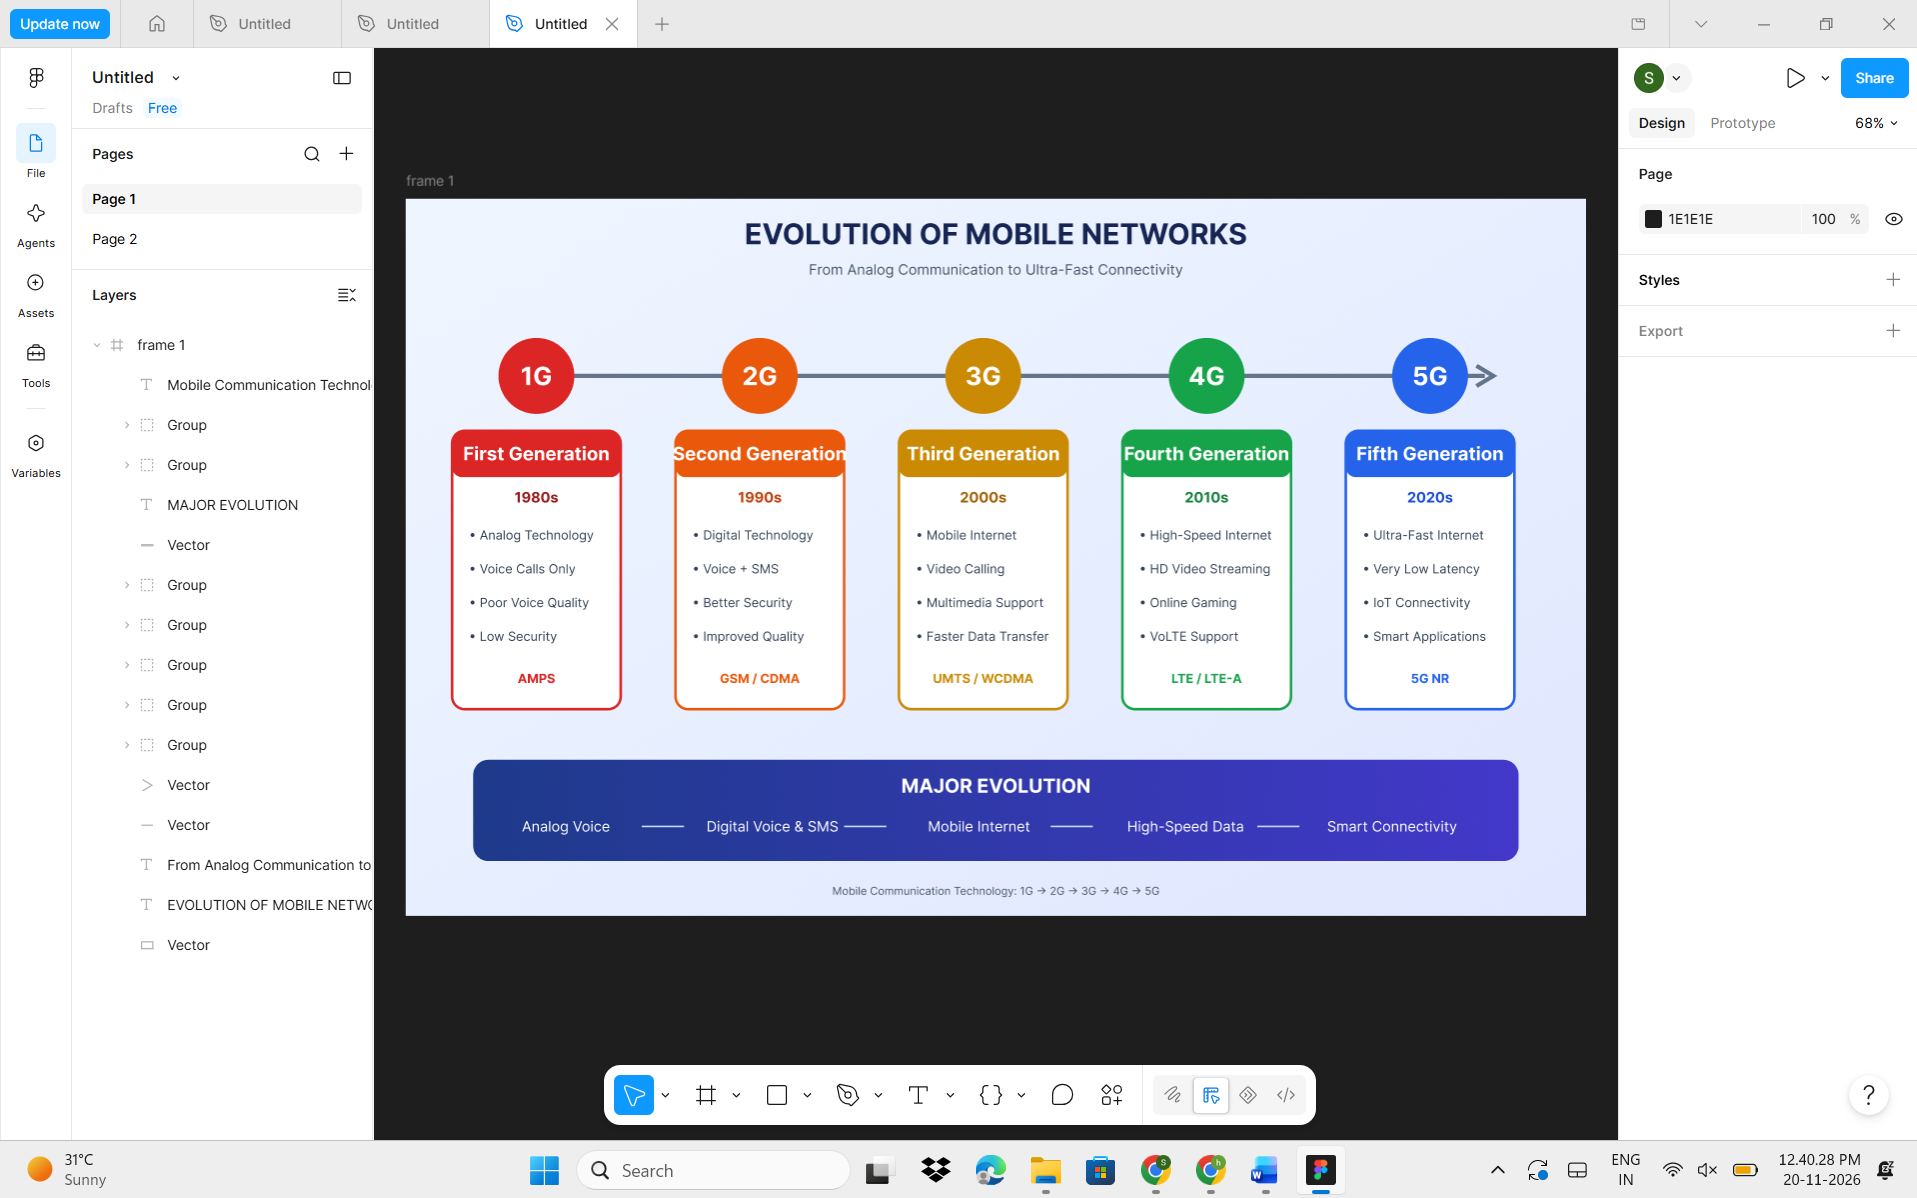 Update now
Untitled
Untitled
Untitled
Untitled
Drafts
Free
File
Agents
Assets
Tools
Variables
Pages
Page 1
Page 2
Layers
frame 1
Mobile Communication Technol
Group
Group
MAJOR EVOLUTION
Vector
Group
Group
Group
Group
Group
Vector
Vector
From Analog Communication to
EVOLUTION OF MOBILE NETWO
Vector
frame 1
EVOLUTION OF MOBILE NETWORKS
From Analog Communication to Ultra-Fast Connectivity
1G
2G
3G
4G
5G
First Generation
1980s
• Analog Technology
• Voice Calls Only
• Poor Voice Quality
• Low Security
AMPS
Second Generation
1990s
• Digital Technology
• Voice + SMS
• Better Security
• Improved Quality
GSM / CDMA
Third Generation
2000s
• Mobile Internet
• Video Calling
• Multimedia Support
• Faster Data Transfer
UMTS / WCDMA
Fourth Generation
2010s
• High-Speed Internet
• HD Video Streaming
• Online Gaming
• VoLTE Support
LTE / LTE-A
Fifth Generation
2020s
• Ultra-Fast Internet
• Very Low Latency
• IoT Connectivity
• Smart Applications
5G NR
MAJOR EVOLUTION
Analog Voice
Digital Voice & SMS
Mobile Internet
High-Speed Data
Smart Connectivity
Mobile Communication Technology: 1G → 2G → 3G → 4G → 5G
S
Share
Design
Prototype
68%
Page
1E1E1E
100 %
Styles
Export
?
31°C
Sunny
Search
ENG
IN
12.40.28 PM
20-11-2026